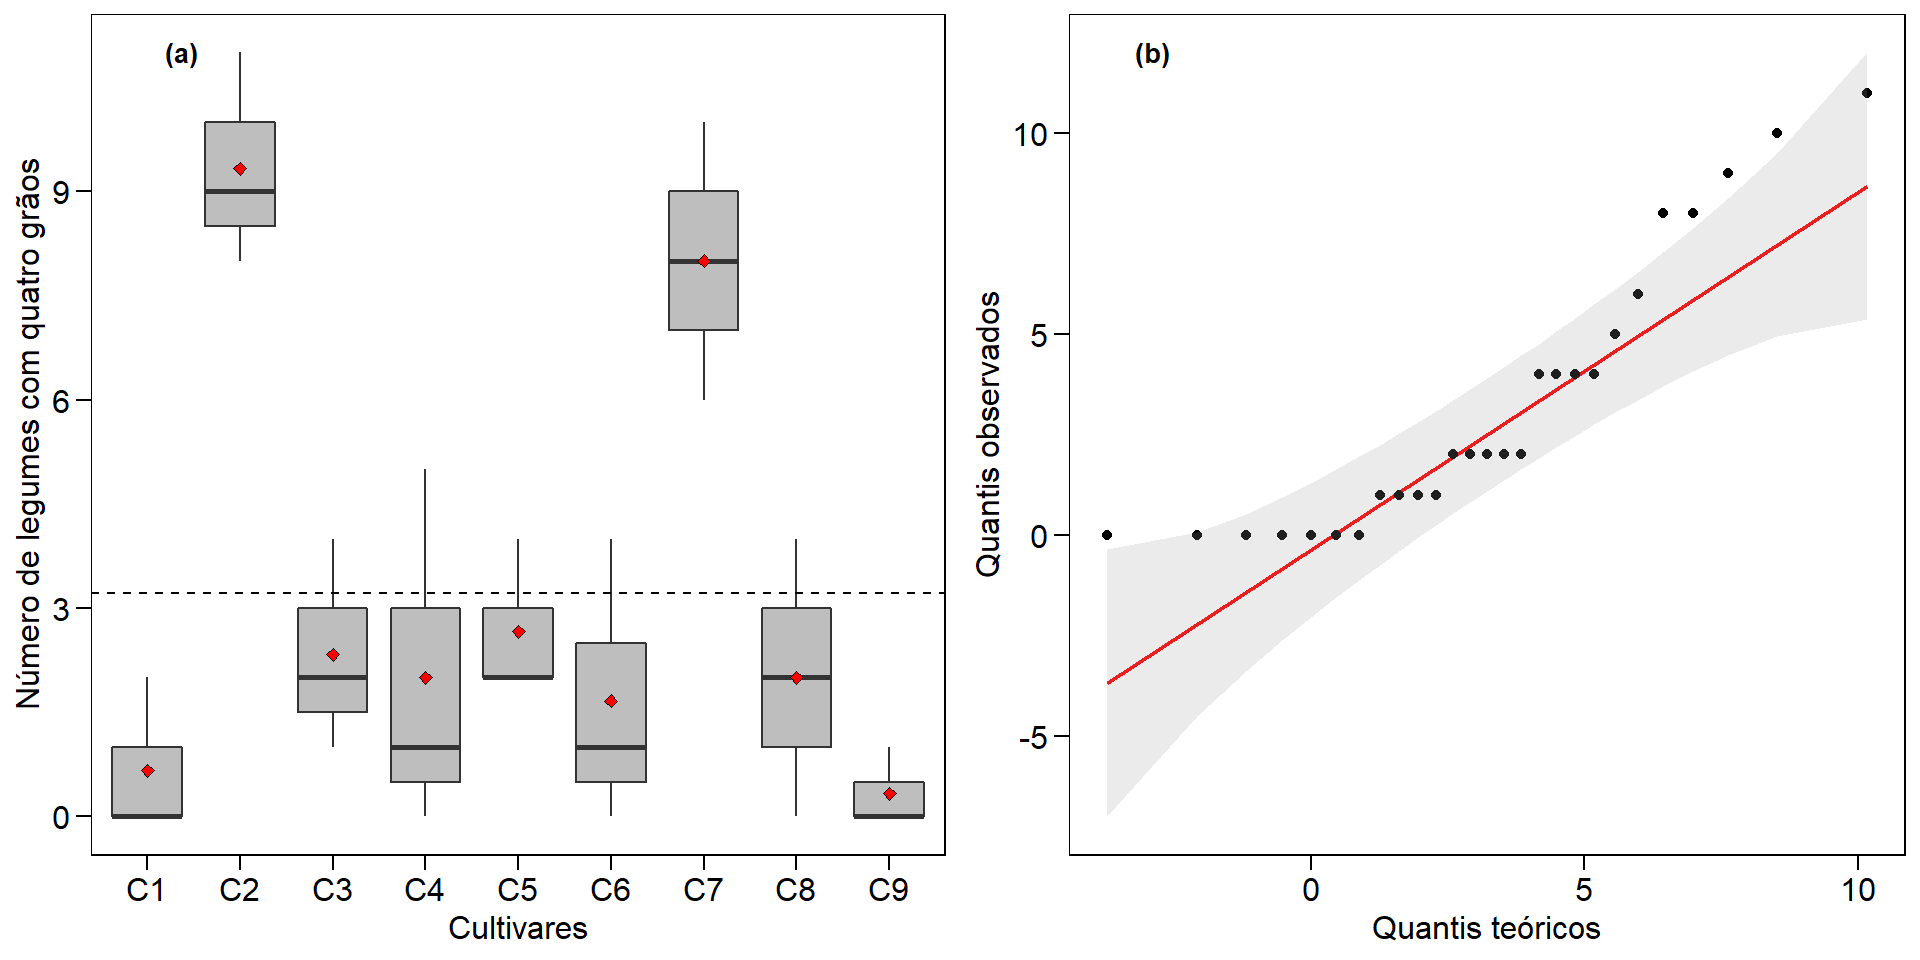 (a)
Número de legumes com quatro grãos
9
6
3
0
C1 C2 C3 C4 C5 C6 C7 C8 C9
Cultivares
(b)
Quantis observados
10
5
0
-5
0 5 10
Quantis teóricos